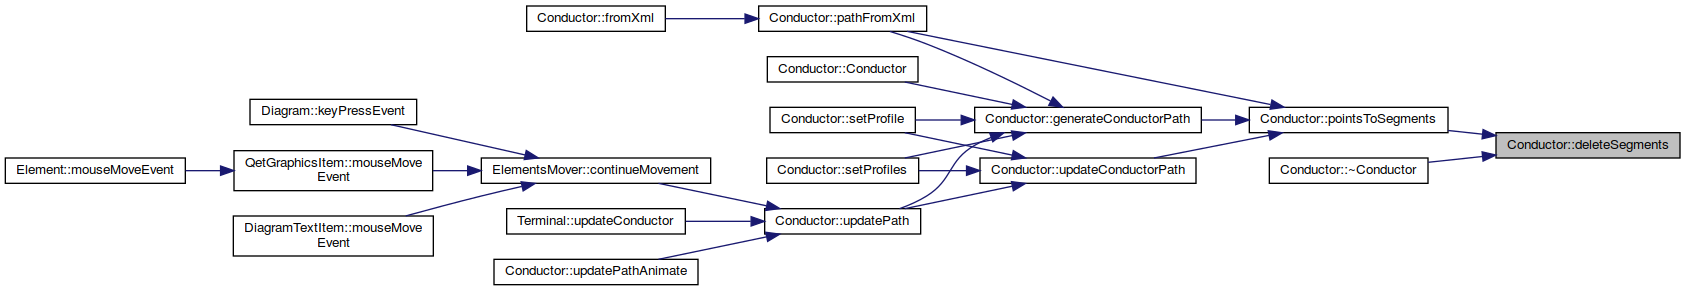 Conductor::fromXml
Conductor::pathFromXml
Conductor::Conductor
Diagram::keyPressEvent
Conductor::setProfile
Conductor::generateConductorPath
Conductor::pointsToSegments
Conductor::deleteSegments
Element::mouseMoveEvent
QetGraphicsItem::mouseMove
Event
ElementsMover::continueMovement
Conductor::setProfiles
Conductor::updateConductorPath
Conductor::~Conductor
DiagramTextItem::mouseMove
Event
Terminal::updateConductor
Conductor::updatePath
Conductor::updatePathAnimate